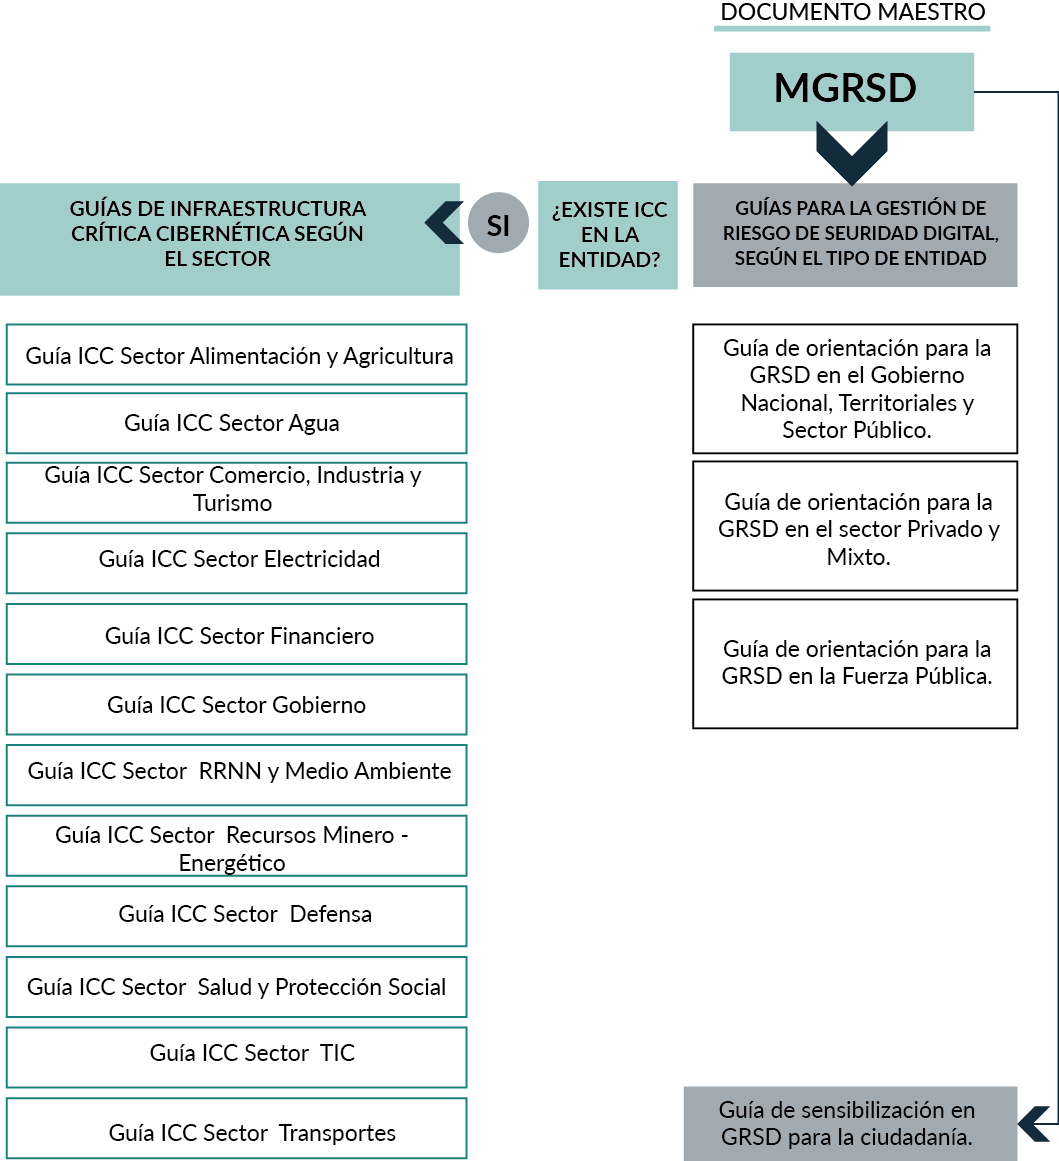 DOCUMENTO MAESTRO
MGRSD
GUÍAS DE INFRAESTRUCTURA
CRÍTICA CIBERNÉTICA SEGÚN
EL SECTOR
SI
¿EXISTE ICC
EN LA
ENTIDAD?
GUÍAS PARA LA GESTIÓN DE
RIESGO DE SEURIDAD DIGITAL,
SEGÚN EL TIPO DE ENTIDAD
Guía ICC Sector Alimentación y Agricultura
Guía ICC Sector Agua
Guía ICC Sector Comercio, Industria y
Turismo
Guía ICC Sector Electricidad
Guía ICC Sector Financiero
Guía ICC Sector Gobierno
Guía ICC Sector  RRNN y Medio Ambiente
Guía ICC Sector  Recursos Minero -
Energético
Guía ICC Sector  Defensa
Guía ICC Sector  Salud y Protección Social
Guía ICC Sector  TIC
Guía ICC Sector  Transportes
Guía de orientación para la
GRSD en el Gobierno
Nacional, Territoriales y
Sector Público.
Guía de orientación para la
GRSD en el sector Privado y
Mixto.
Guía de orientación para la
GRSD en la Fuerza Pública.
Guía de sensibilización en
GRSD para la ciudadanía.